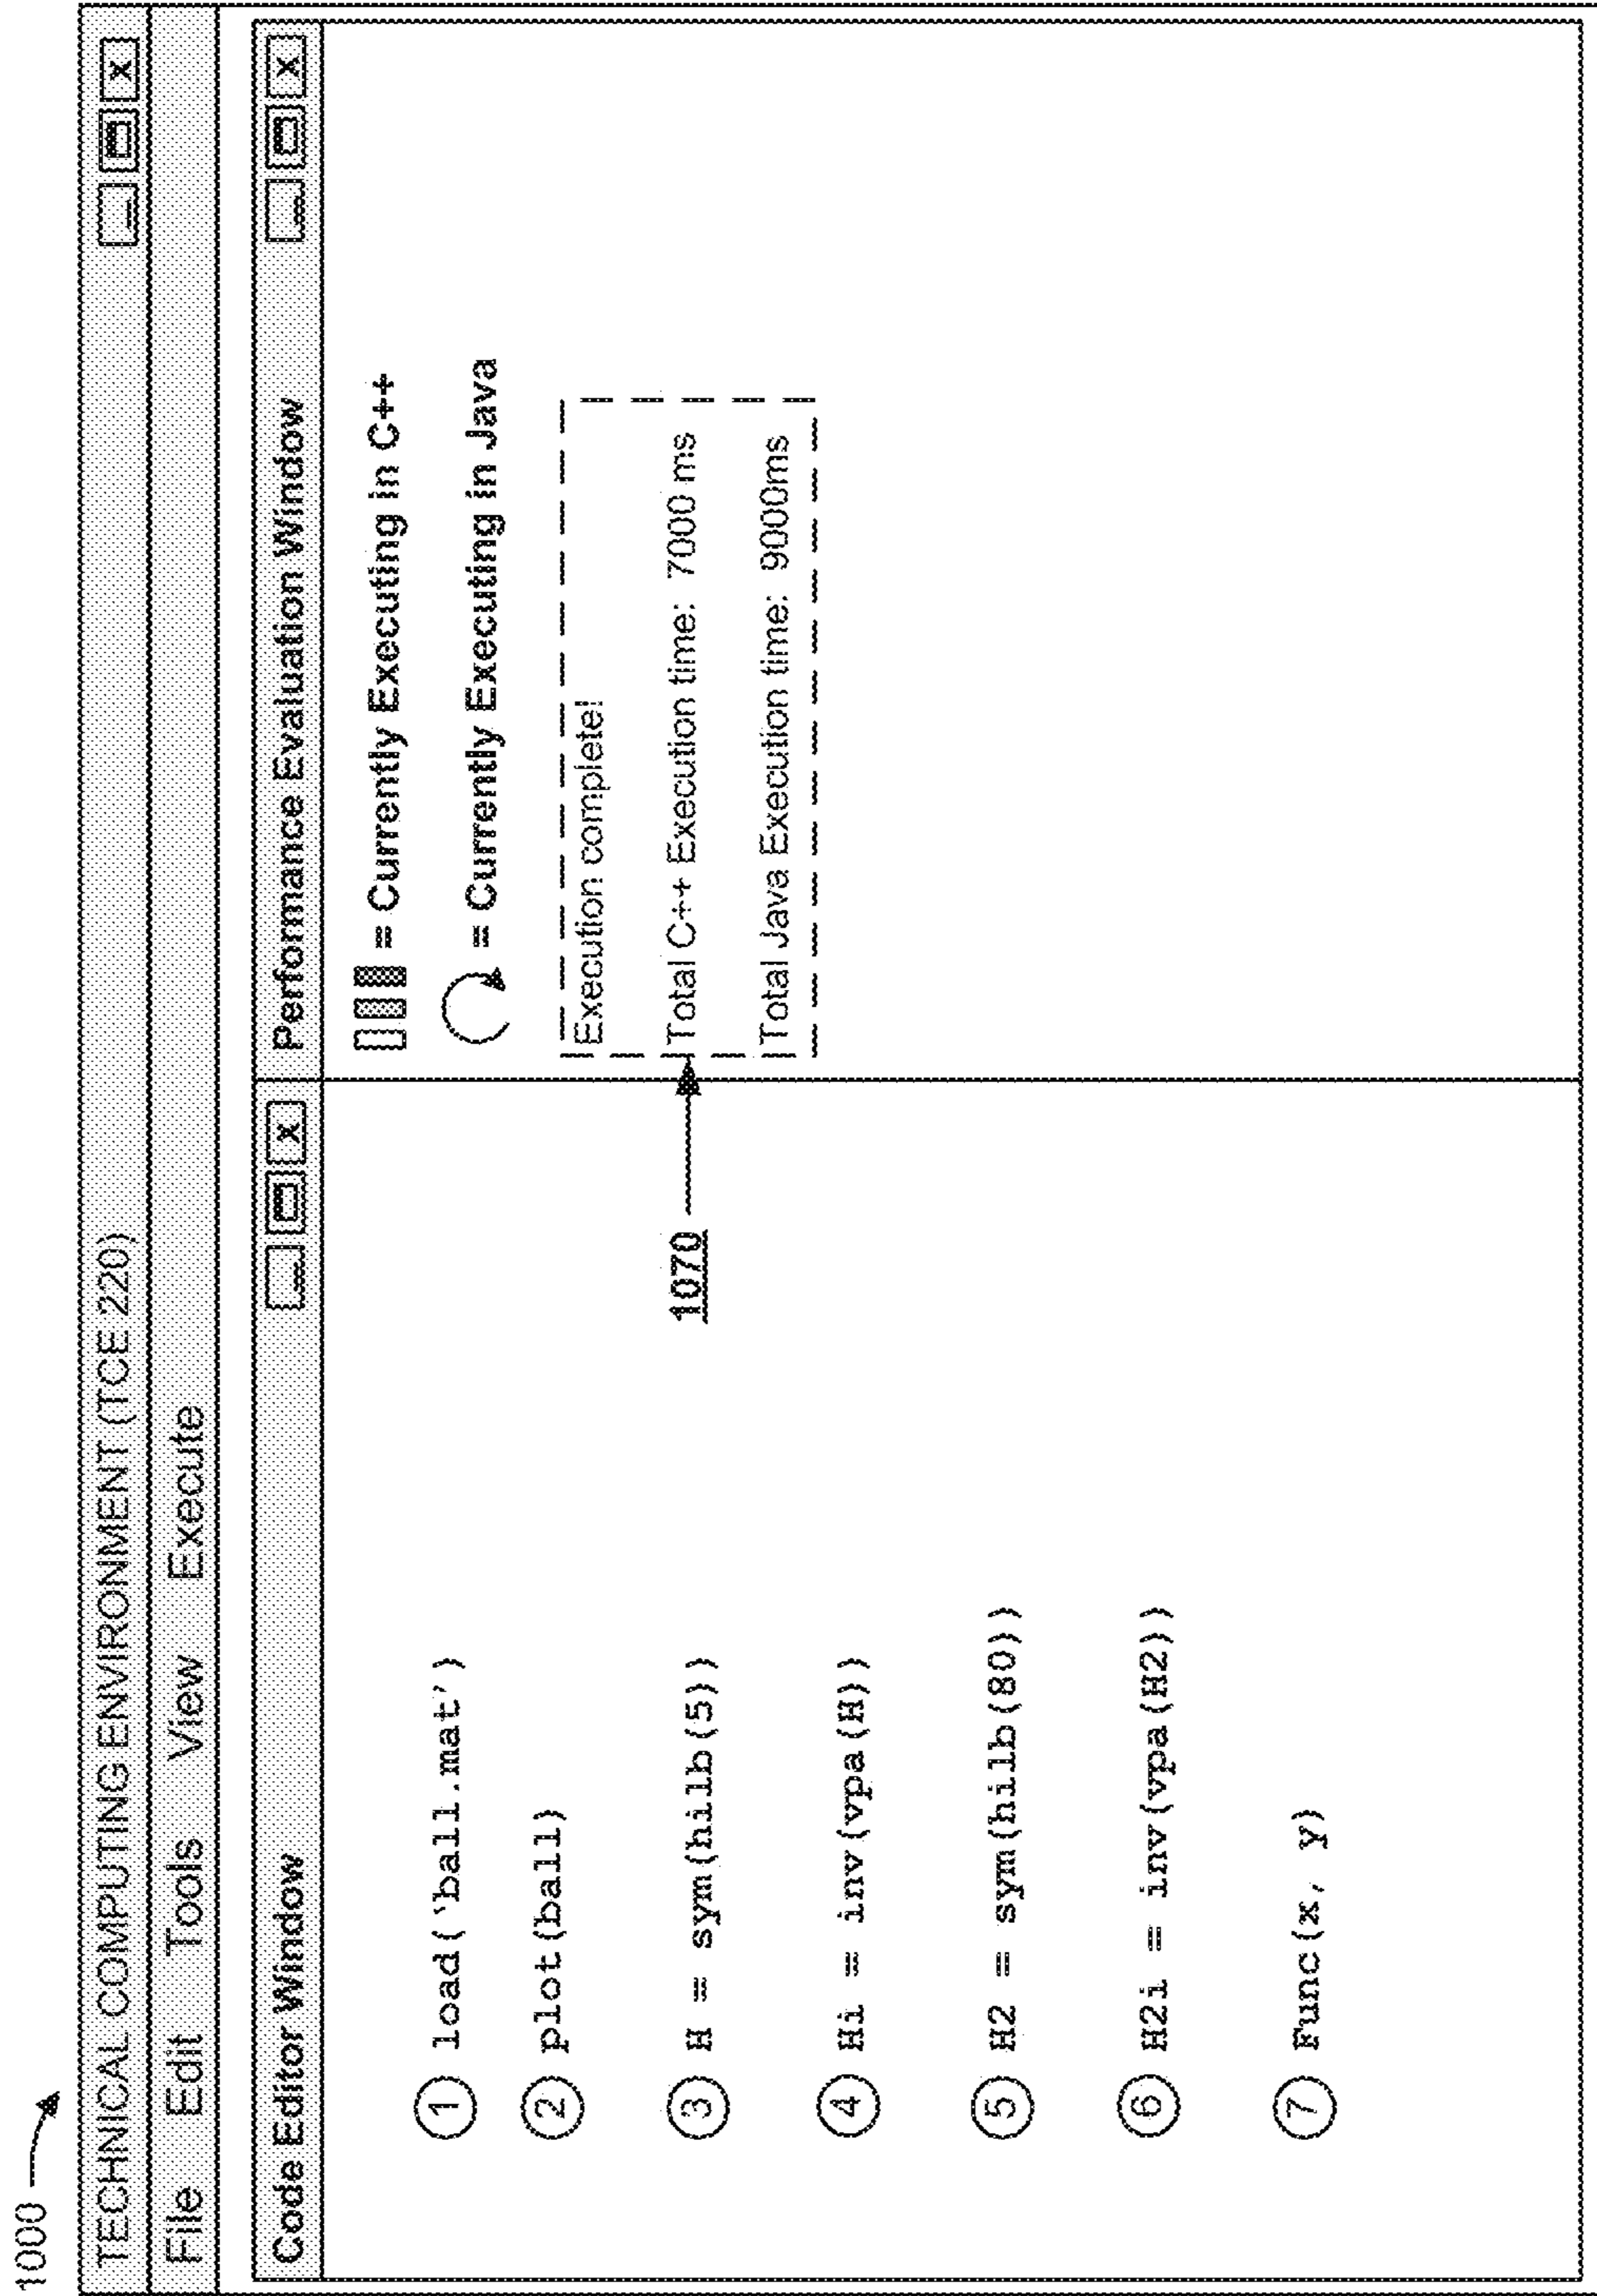 1000
TECHNICAL COMPUTING ENVIRONMENT (TCE 220)
File Edit Tools View Execute
Code Editor Window
1 load('ball.mat')
2 plot(ball)
3 H = sym(hilb(5))
4 Hi = inv(vpa(H))
5 H2 = sym(hilb(80))
6 H2i = inv(vpa(H2))
7 Func(x, y)
1070
Performance Evaluation Window
= Currently Executing in C++
= Currently Executing in Java
Execution complete!
Total C++ Execution time: 7000 ms
Total Java Execution time: 9000ms